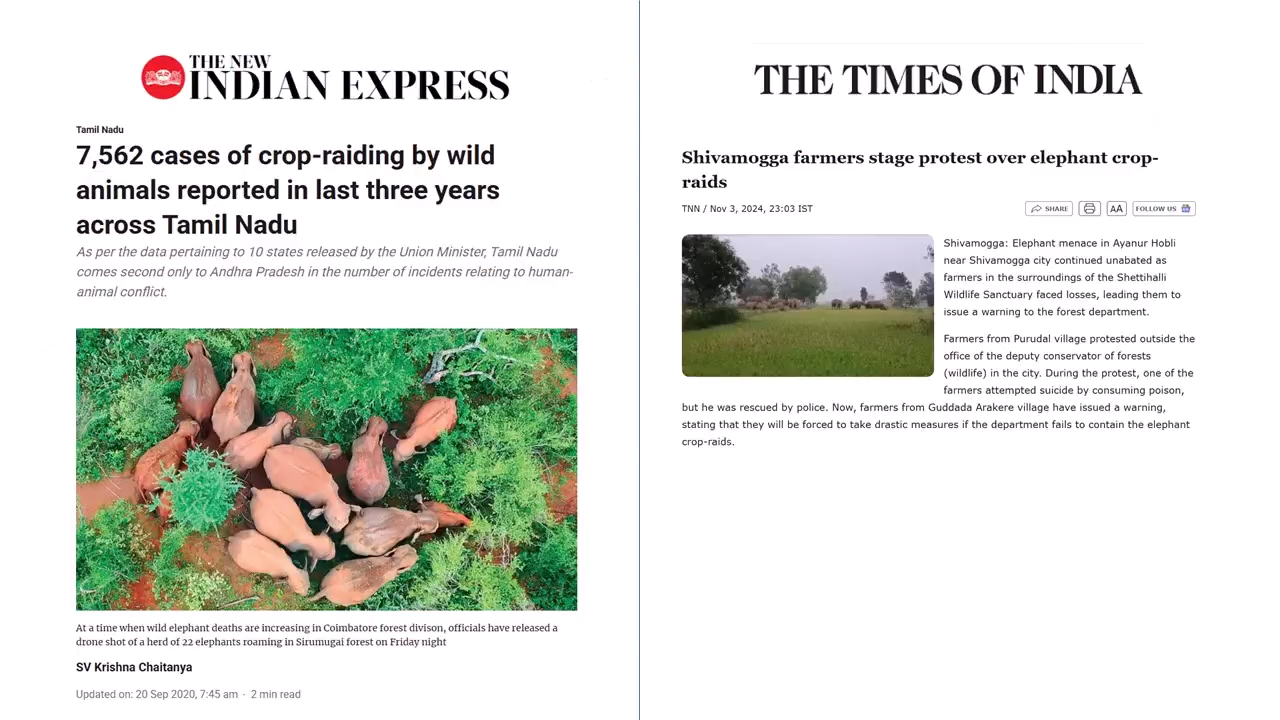 THE NEW
INDIAN EXPRESS
Tamil Nadu
7,562 cases of crop-raiding by wild
animals reported in last three years
across Tamil Nadu
As per the data pertaining to 10 states released by the Union Minister, Tamil Nadu
comes second only to Andhra Pradesh in the number of incidents relating to human-
animal conflict.
At a time when wild elephant deaths are increasing in Coimbatore forest divison, officials have released a
drone shot of a herd of 22 elephants roaming in Sirumugai forest on Friday night
SV Krishna Chaitanya
Updated on: 20 Sep 2020, 7:45 am · 2 min read
THE TIMES OF INDIA
Shivamogga farmers stage protest over elephant crop-
raids
TNN / Nov 3, 2024, 23:03 IST
SHARE
AA
FOLLOW US
Shivamogga: Elephant menace in Ayanur Hobli
near Shivamogga city continued unabated as
farmers in the surroundings of the Shettihalli
Wildlife Sanctuary faced losses, leading them to
issue a warning to the forest department.
Farmers from Purudal village protested outside the
office of the deputy conservator of forests
(wildlife) in the city. During the protest, one of the
farmers attempted suicide by consuming poison,
but he was rescued by police. Now, farmers from Guddada Arakere village have issued a warning,
stating that they will be forced to take drastic measures if the department fails to contain the elephant
crop-raids.